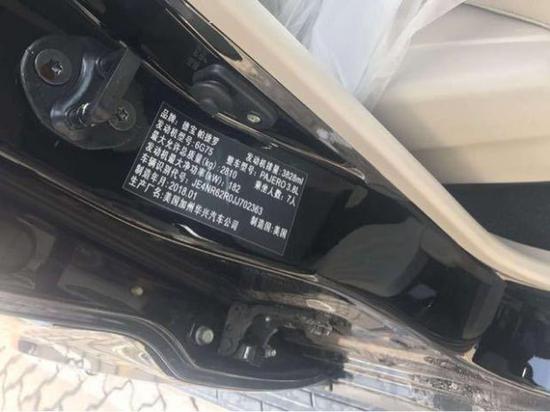 品牌：德宝帕捷罗
发动机型号：6G75 发动机排量：3828ml
最大允许总质量(kg)：2810 整车型号：PAJERO 3.8L
发动机最大净功率(kW)：182 乘坐人数：7人
车辆识别代号：JE4NR62R0JJ702363
制造年月：2018.01
生产厂名：美国加州华兴汽车公司 制造国：美国